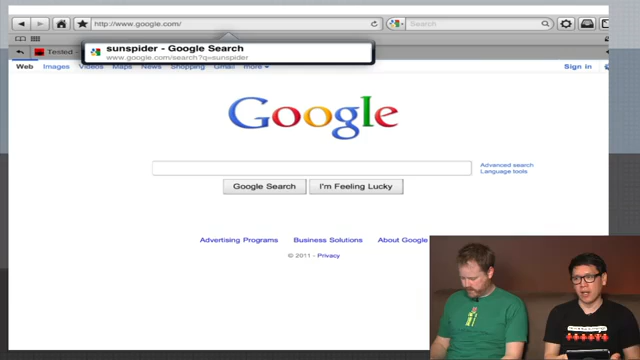 http://www.google.com/
Search
sunspider - Google Search
www.google.com/search?q=sunspider
Tested
Web Images Videos Maps News Shopping Gmail more
Sign in
Google
Advanced search
Language tools
Google Search
I'm Feeling Lucky
Advertising Programs
Business Solutions
About Google
© 2011 - Privacy